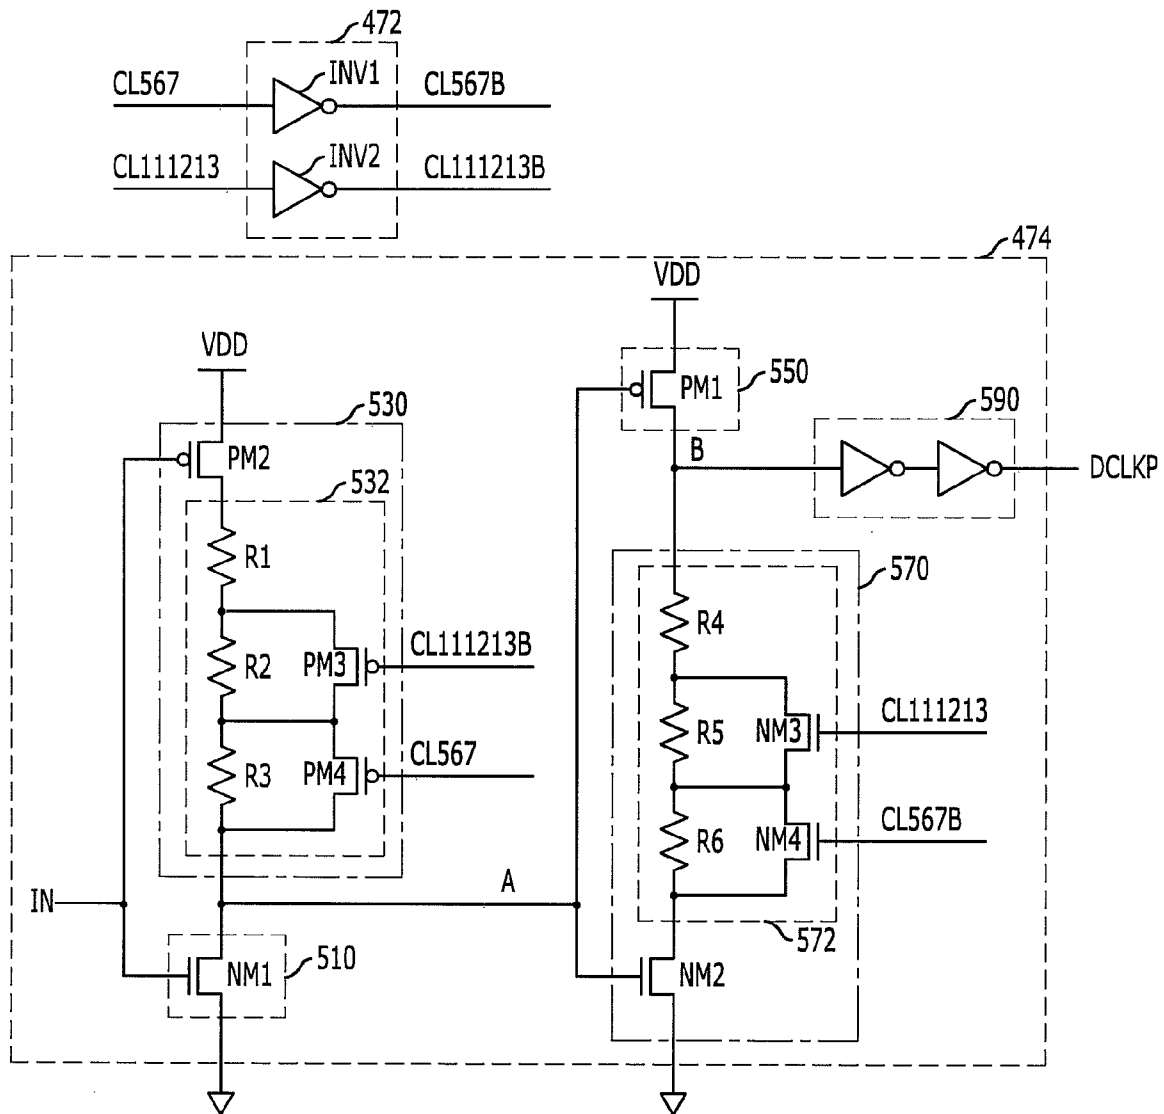 472
CL567
INV1
CL567B
CL111213
INV2
CL111213B
474
VDD
VDD
PM1
550
530
590
PM2
B
DCLKP
532
R1
570
R4
CL111213B
R2
PM3
CL111213
R5
NM3
CL567
R3
PM4
CL567B
R6
NM4
A
IN
572
510
NM1
NM2